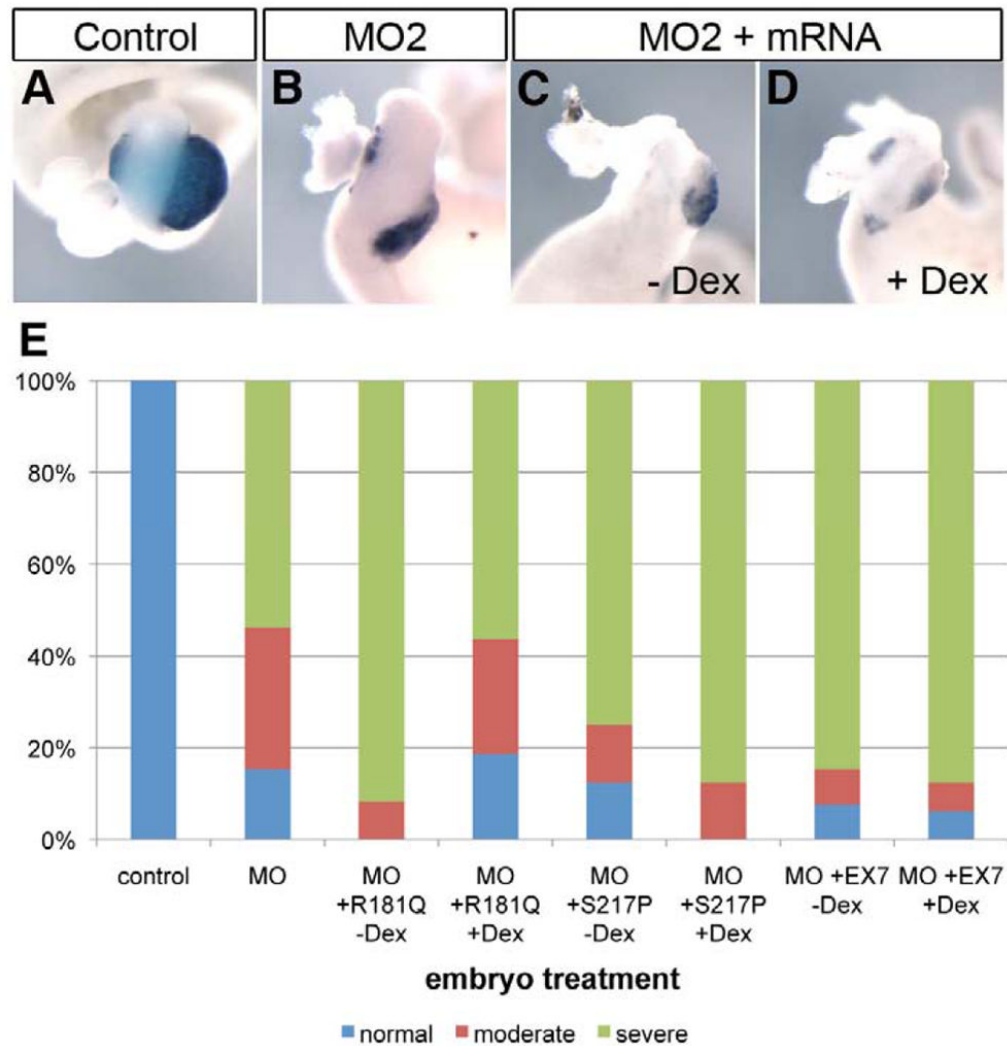 Control
MO2
MO2 + mRNA
A
B
C
D
- Dex
+ Dex
E
100%
80%
60%
40%
20%
0%
control
MO
MO
+R181Q
-Dex
MO
+R181Q
+Dex
MO
+S217P
-Dex
MO
+S217P
+Dex
MO +EX7
-Dex
MO +EX7
+Dex
embryo treatment
normal
moderate
severe